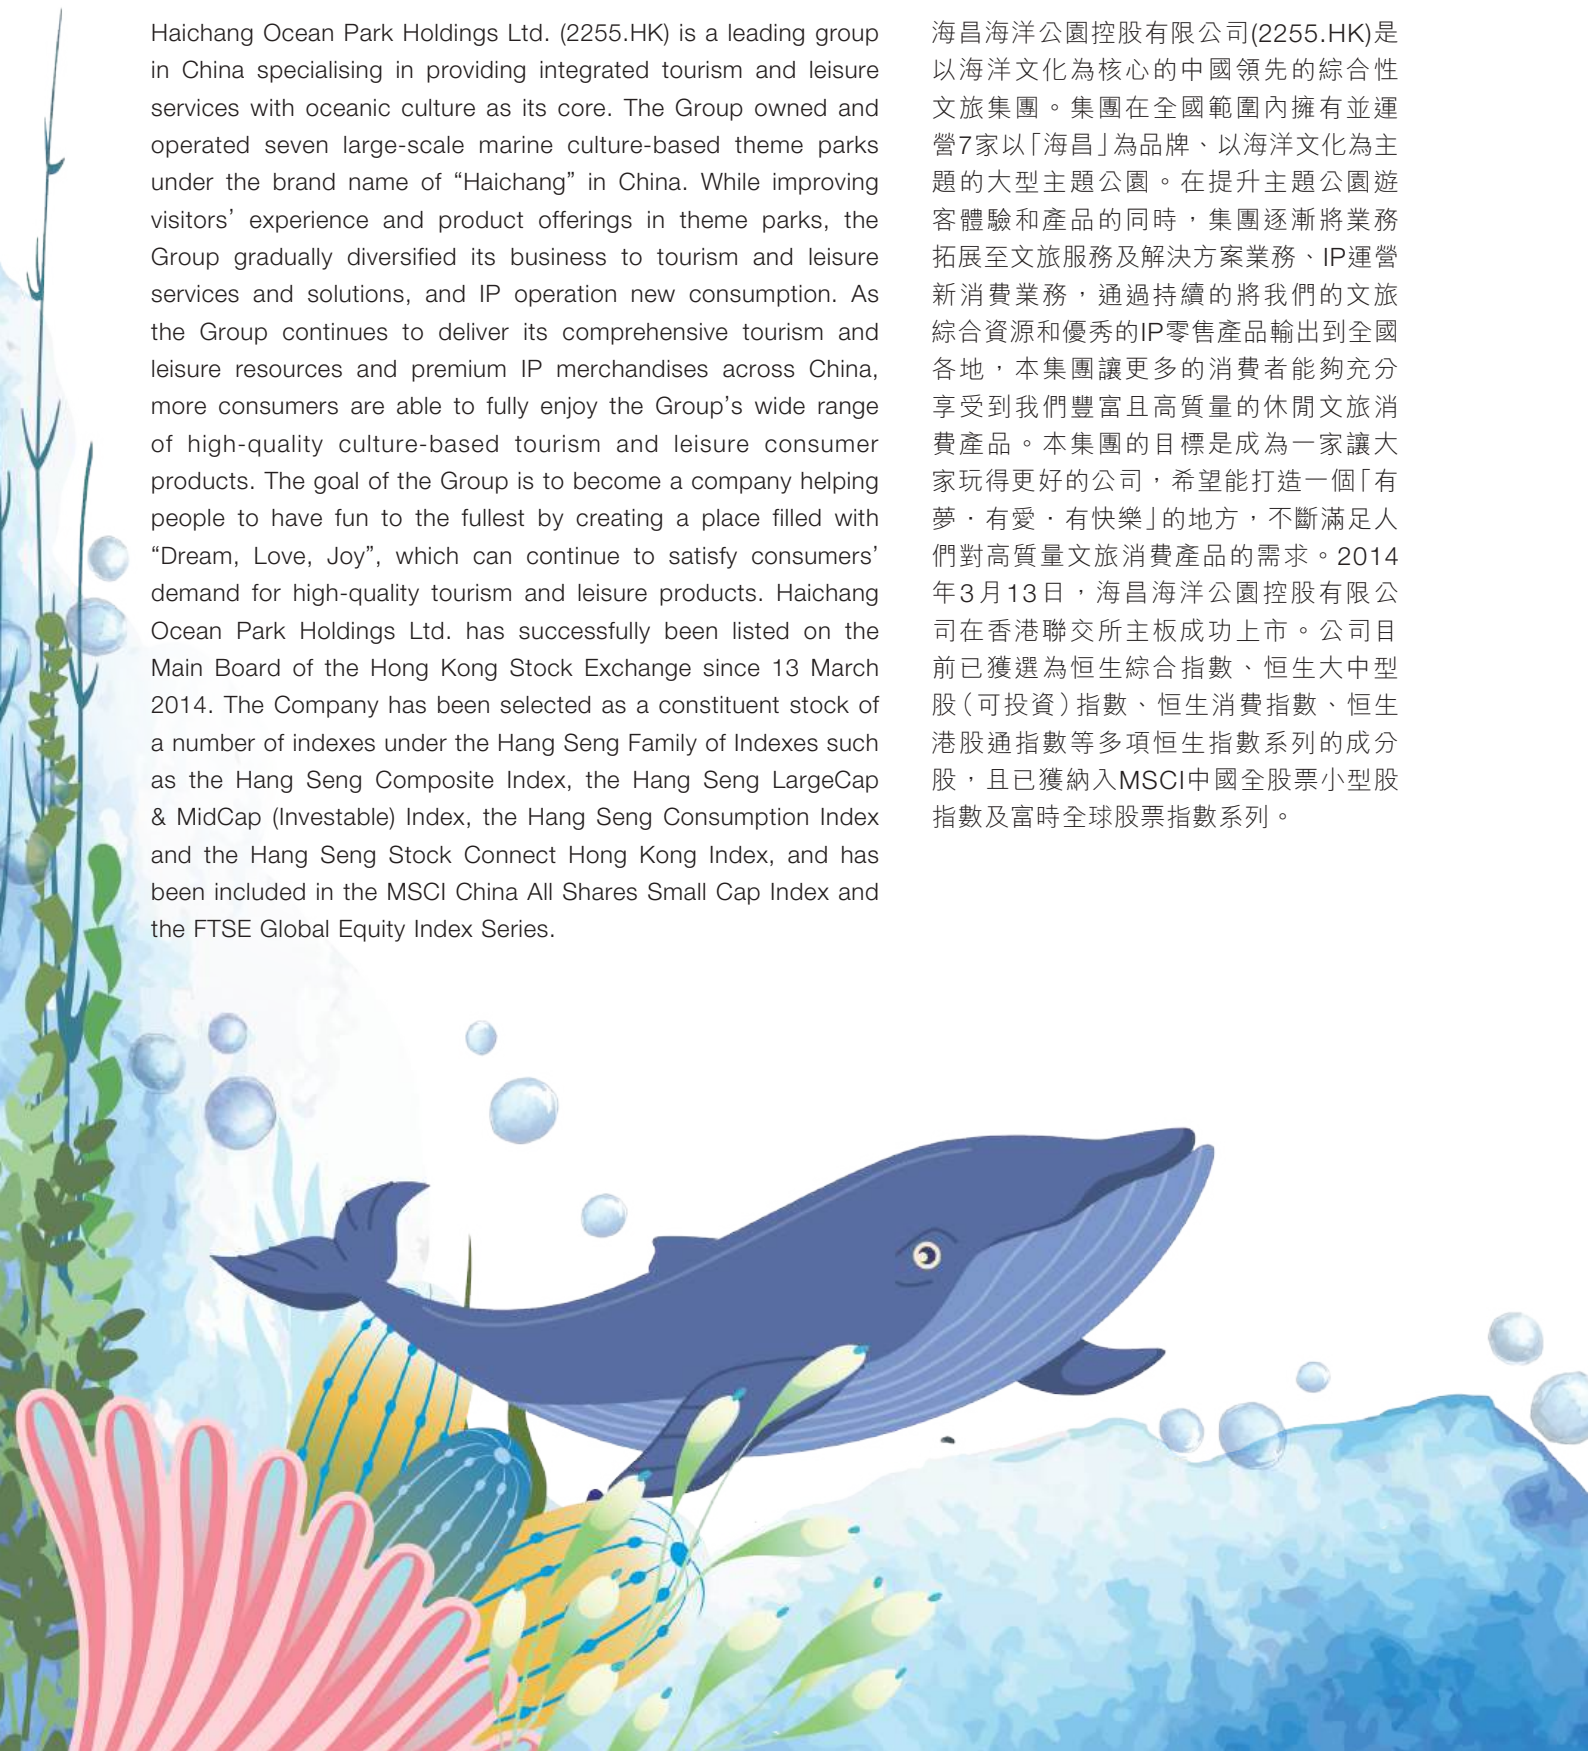 Haichang Ocean Park Holdings Ltd. (2255.HK) is a leading group
in China specialising in providing integrated tourism and leisure
services with oceanic culture as its core. The Group owned and
operated seven large-scale marine culture-based theme parks
under the brand name of “Haichang” in China. While improving
visitors’ experience and product offerings in theme parks, the
Group gradually diversified its business to tourism and leisure
services and solutions, and IP operation new consumption. As
the Group continues to deliver its comprehensive tourism and
leisure resources and premium IP merchandises across China,
more consumers are able to fully enjoy the Group’s wide range
of high-quality culture-based tourism and leisure consumer
products. The goal of the Group is to become a company helping
people to have fun to the fullest by creating a place filled with
“Dream, Love, Joy”, which can continue to satisfy consumers’
demand for high-quality tourism and leisure products. Haichang
Ocean Park Holdings Ltd. has successfully been listed on the
Main Board of the Hong Kong Stock Exchange since 13 March
2014. The Company has been selected as a constituent stock of
a number of indexes under the Hang Seng Family of Indexes such
as the Hang Seng Composite Index, the Hang Seng LargeCap
& MidCap (Investable) Index, the Hang Seng Consumption Index
and the Hang Seng Stock Connect Hong Kong Index, and has
been included in the MSCI China All Shares Small Cap Index and
the FTSE Global Equity Index Series.
海昌海洋公園控股有限公司(2255.HK)是
以海洋文化為核心的中國領先的綜合性
文旅集團。集團在全國範圍內擁有並運
營7家以「海昌」為品牌、以海洋文化為主
題的大型主題公園。在提升主題公園遊
客體驗和產品的同時，集團逐漸將業務
拓展至文旅服務及解決方案業務、IP運營
新消費業務，通過持續的將我們的文旅
綜合資源和優秀的IP零售產品輸出到全國
各地，本集團讓更多的消費者能夠充分
享受到我們豐富且高質量的休閒文旅消
費產品。本集團的目標是成為一家讓大
家玩得更好的公司，希望能打造一個「有
夢．有愛．有快樂」的地方，不斷滿足人
們對高質量文旅消費產品的需求。2014
年3月13日，海昌海洋公園控股有限公
司在香港聯交所主板成功上市。公司目
前已獲選為恒生綜合指數、恒生大中型
股（可投資）指數、恒生消費指數、恒生
港股通指數等多項恒生指數系列的成分
股，且已獲納入MSCI中國全股票小型股
指數及富時全球股票指數系列。